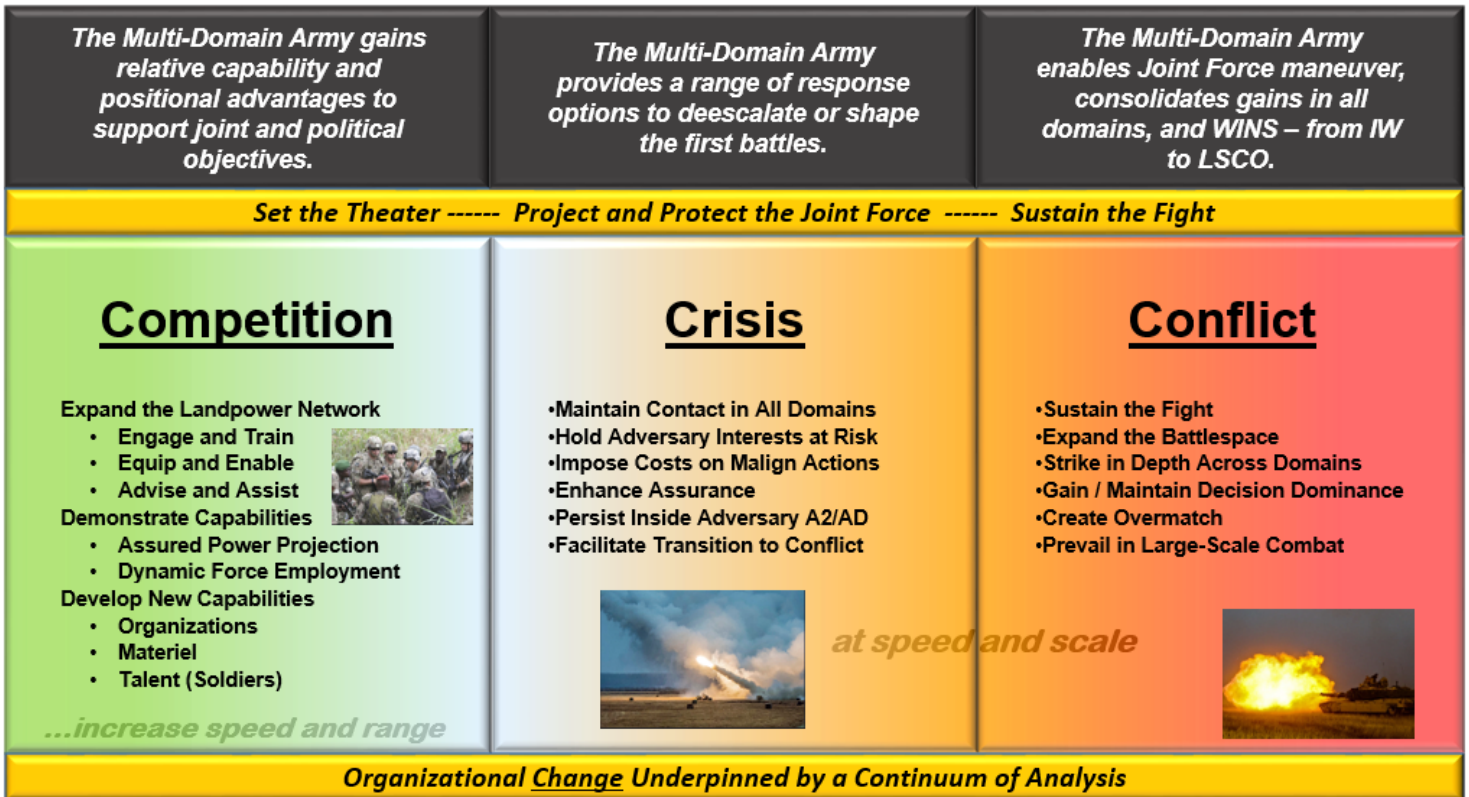 The Multi-Domain Army gains
relative capability and
positional advantages to
support joint and political
objectives.
The Multi-Domain Army
provides a range of response
options to deescalate or shape
the first battles.
The Multi-Domain Army
enables Joint Force maneuver,
consolidates gains in all
domains, and WINS – from IW
to LSCO.
Set the Theater ------ Project and Protect the Joint Force ------ Sustain the Fight
Competition
Expand the Landpower Network
• Engage and Train
• Equip and Enable
• Advise and Assist
Demonstrate Capabilities
• Assured Power Projection
• Dynamic Force Employment
Develop New Capabilities
• Organizations
• Materiel
• Talent (Soldiers)
...increase speed and range
Crisis
•Maintain Contact in All Domains
•Hold Adversary Interests at Risk
•Impose Costs on Malign Actions
•Enhance Assurance
•Persist Inside Adversary A2/AD
•Facilitate Transition to Conflict
at speed and scale
Conflict
•Sustain the Fight
•Expand the Battlespace
•Strike in Depth Across Domains
•Gain / Maintain Decision Dominance
•Create Overmatch
•Prevail in Large-Scale Combat
Organizational Change Underpinned by a Continuum of Analysis